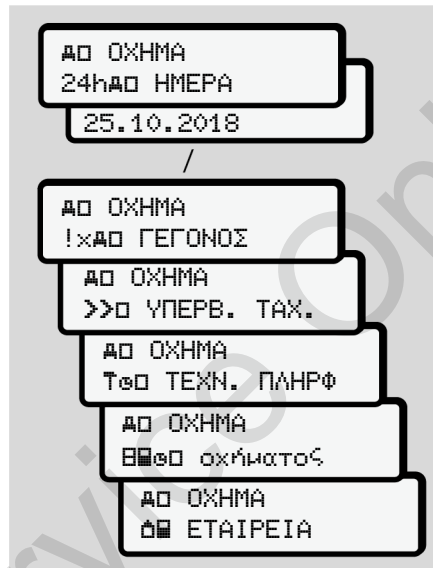 ΟΧΗΜΑ
24h ΗΜΕΡΑ
25.10.2018
/
ΟΧΗΜΑ
!x ΓΕΓΟΝΟΣ
ΟΧΗΜΑ
>> ΥΠΕΡΒ. ΤΑΧ.
ΟΧΗΜΑ
ΤΕΧΝ. ΠΛΗΡΦ
ΟΧΗΜΑ
οχήματος
ΟΧΗΜΑ
ΕΤΑΙΡΕΙΑ